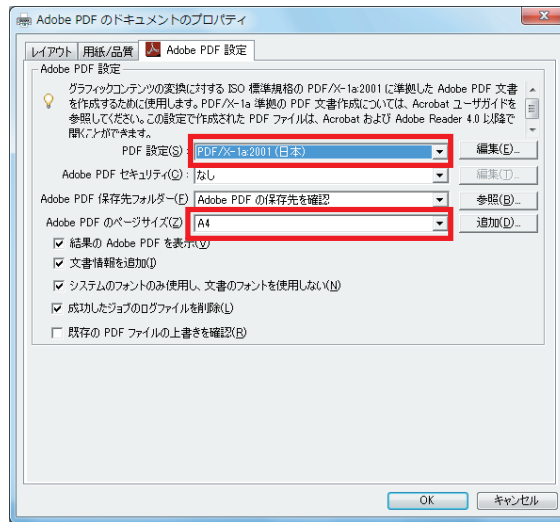 Adobe PDF のドキュメントのプロパティ
レイアウト 用紙/品質 Adobe PDF 設定
Adobe PDF 設定
グラフィックコンテンツの変換に対する ISO 標準規格の PDF/X-1a:2001 に準拠した Adobe PDF 文書
を作成するために使用します。PDF/X-1a 準拠の PDF 文書作成については、Acrobat ユーザガイドを
参照してください。この設定で作成された PDF ファイルは、Acrobat および Adobe Reader 4.0 以降で
開くことができます。
PDF 設定(S): PDF/X-1a:2001 (日本) 編集(E)...
Adobe PDF セキュリティ(C): なし 編集(T)...
Adobe PDF 保存先フォルダー(F) Adobe PDF の保存先を確認 参照(B)...
Adobe PDF のページサイズ(Z) A4 追加(D)...
結果の Adobe PDF を表示(V)
文書情報を追加(I)
システムのフォントのみ使用し、文書のフォントを使用しない(N)
成功したジョブのログファイルを削除(L)
既存の PDF ファイルの上書きを確認(R)
OK キャンセル